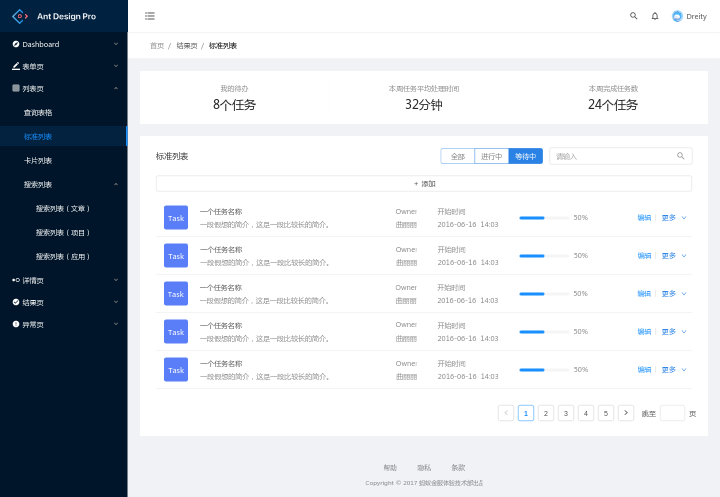 Ant Design Pro
Dreity
Dashboard
表单页
列表页
查询表格
标准列表
卡片列表
搜索列表
搜索列表（文章）
搜索列表（项目）
搜索列表（应用）
详情页
结果页
异常页
首页 / 结果页 / 标准列表
我的待办
8个任务
本周任务平均处理时间
32分钟
本周完成任务数
24个任务
标准列表
全部 进行中 等待中
请输入
+ 添加
Task 一个任务名称 Owner 开始时间 50% 编辑 更多
一段假想的简介，这是一段比较长的简介。 曲丽丽 2016-06-16 14:03
Task 一个任务名称 Owner 开始时间 50% 编辑 更多
一段假想的简介，这是一段比较长的简介。 曲丽丽 2016-06-16 14:03
Task 一个任务名称 Owner 开始时间 50% 编辑 更多
一段假想的简介，这是一段比较长的简介。 曲丽丽 2016-06-16 14:03
Task 一个任务名称 Owner 开始时间 50% 编辑 更多
一段假想的简介，这是一段比较长的简介。 曲丽丽 2016-06-16 14:03
Task 一个任务名称 Owner 开始时间 50% 编辑 更多
一段假想的简介，这是一段比较长的简介。 曲丽丽 2016-06-16 14:03
< 1 2 3 4 5 > 跳至 页
帮助 隐私 条款
Copyright © 2017 蚂蚁金服体验技术部出品